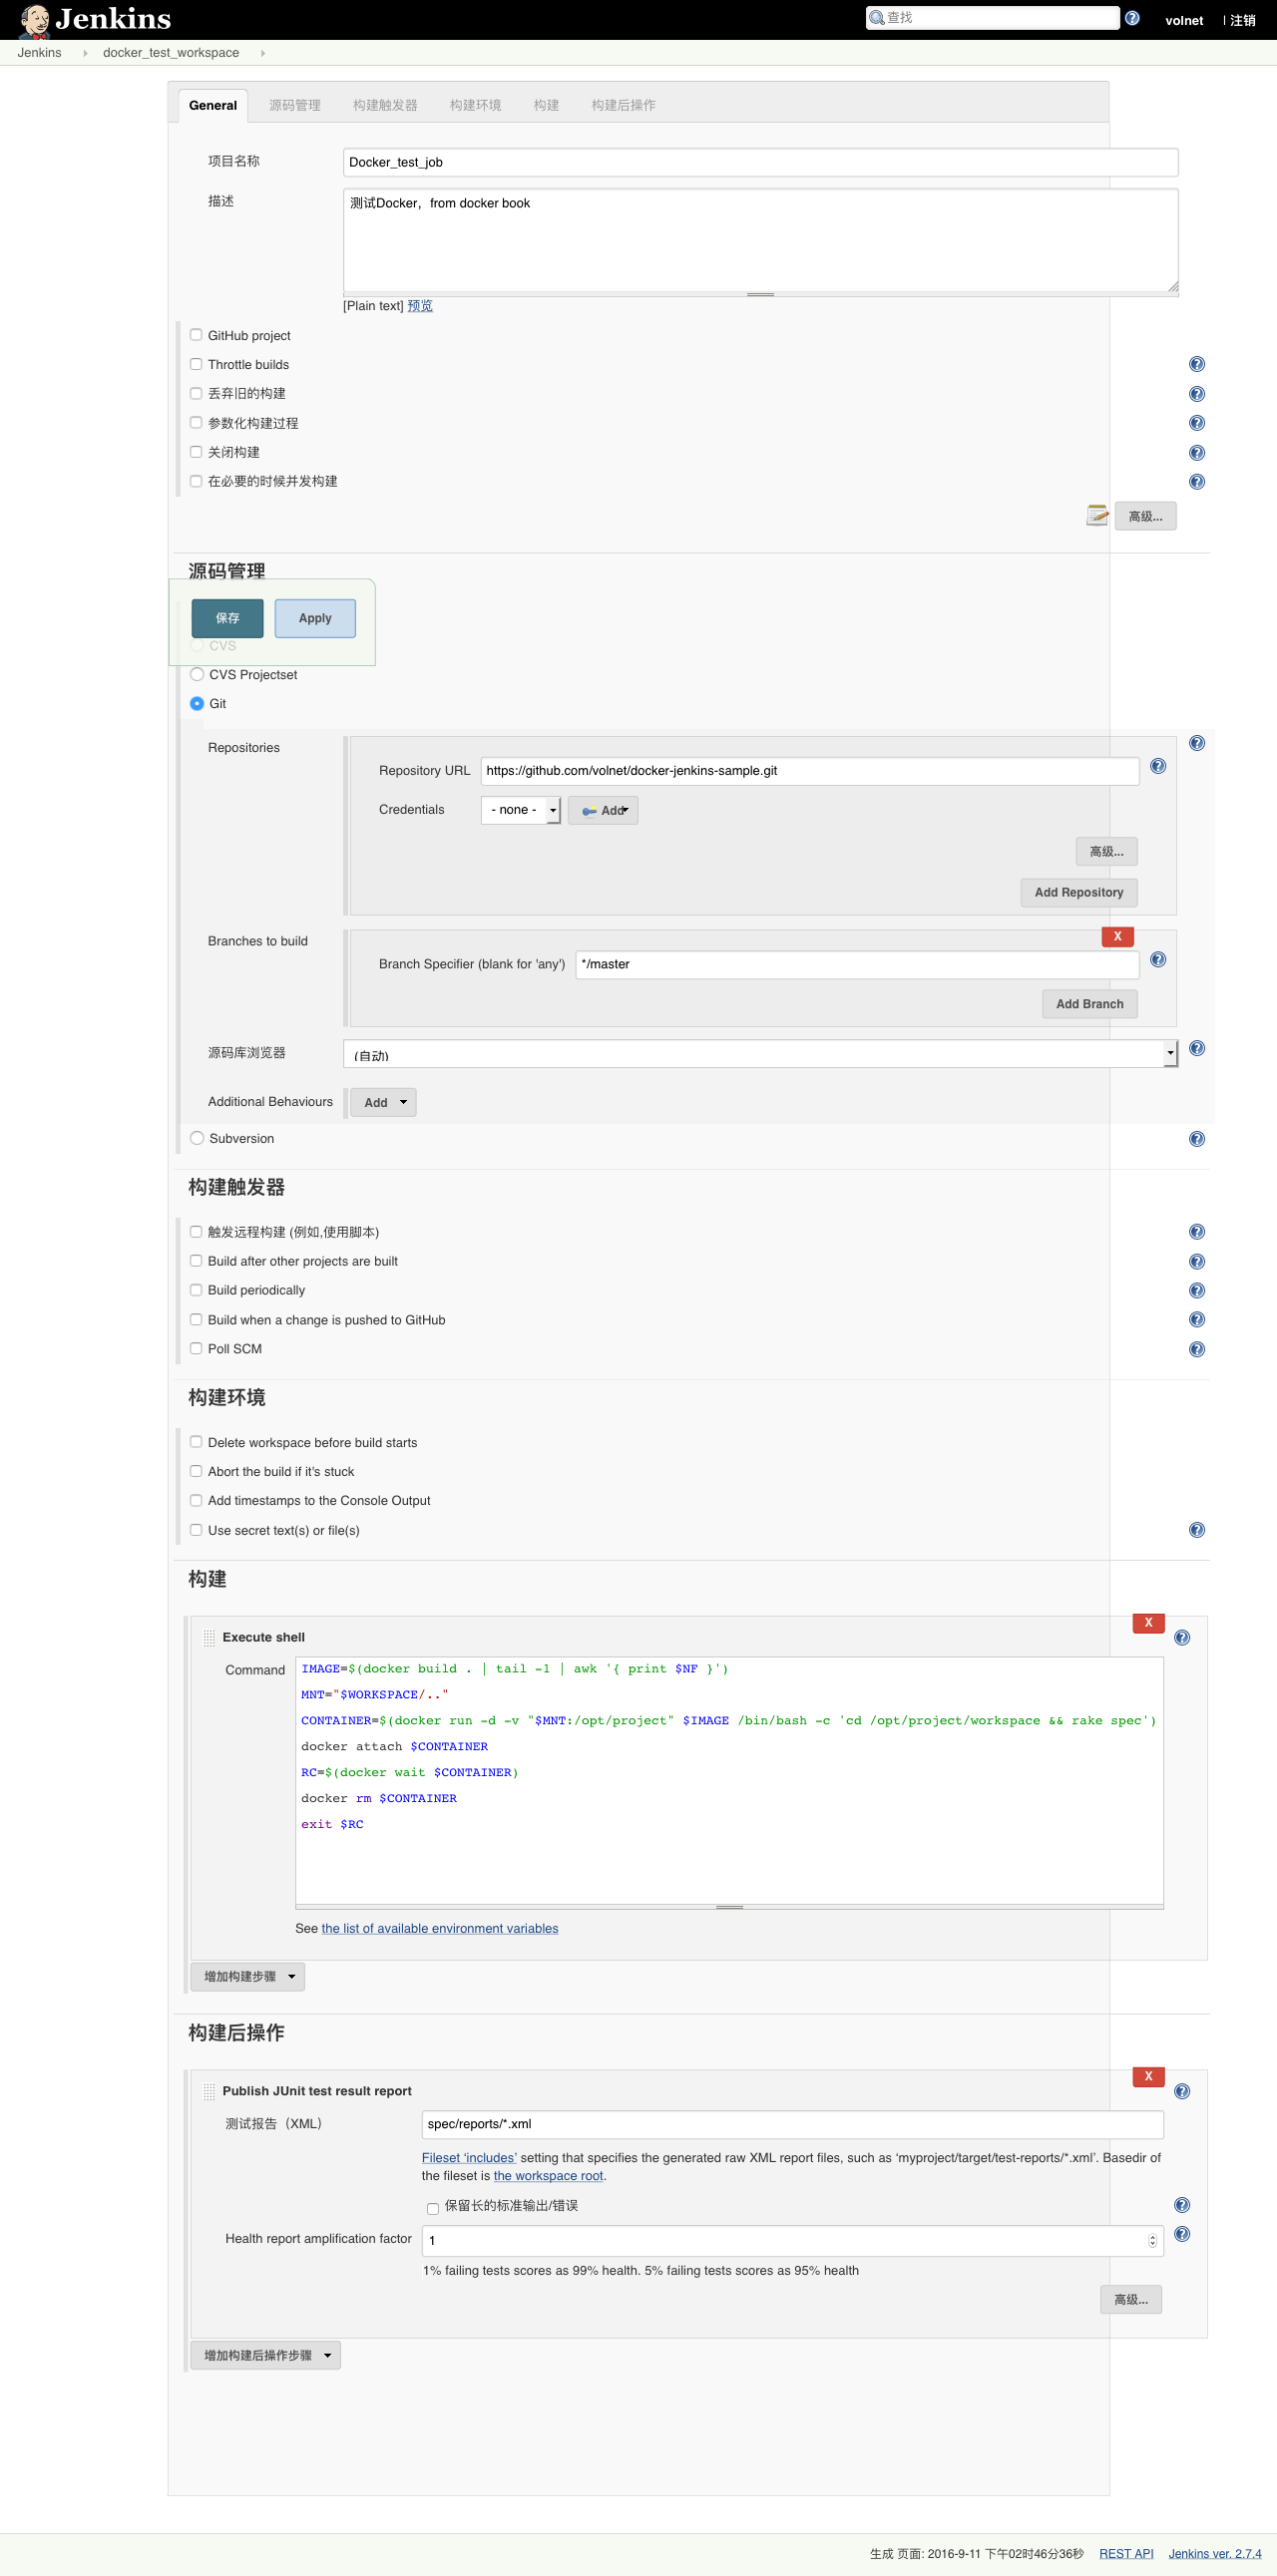 Jenkins
查找
volnet
| 注销
Jenkins
docker_test_workspace
General
源码管理
构建触发器
构建环境
构建
构建后操作
项目名称
Docker_test_job
描述
测试Docker，from docker book
[Plain text] 预览
GitHub project
Throttle builds
丢弃旧的构建
参数化构建过程
关闭构建
在必要的时候并发构建
高级...
源码管理
保存
Apply
CVS
CVS Projectset
Git
Repositories
Repository URL
https://github.com/volnet/docker-jenkins-sample.git
Credentials
- none -
Add
高级...
Add Repository
Branches to build
X
Branch Specifier (blank for 'any')
*/master
Add Branch
源码库浏览器
(自动)
Additional Behaviours
Add
Subversion
构建触发器
触发远程构建 (例如,使用脚本)
Build after other projects are built
Build periodically
Build when a change is pushed to GitHub
Poll SCM
构建环境
Delete workspace before build starts
Abort the build if it's stuck
Add timestamps to the Console Output
Use secret text(s) or file(s)
构建
X
Execute shell
Command
IMAGE=$(docker build . | tail -1 | awk '{ print $NF }')
MNT="$WORKSPACE/.."
CONTAINER=$(docker run -d -v "$MNT:/opt/project" $IMAGE /bin/bash -c 'cd /opt/project/workspace && rake spec')
docker attach $CONTAINER
RC=$(docker wait $CONTAINER)
docker rm $CONTAINER
exit $RC
See the list of available environment variables
增加构建步骤
构建后操作
X
Publish JUnit test result report
测试报告（XML）
spec/reports/*.xml
Fileset ‘includes’ setting that specifies the generated raw XML report files, such as ‘myproject/target/test-reports/*.xml’. Basedir of
the fileset is the workspace root.
保留长的标准输出/错误
Health report amplification factor
1
1% failing tests scores as 99% health. 5% failing tests scores as 95% health
高级...
增加构建后操作步骤
生成 页面: 2016-9-11 下午02时46分36秒
REST API
Jenkins ver. 2.7.4